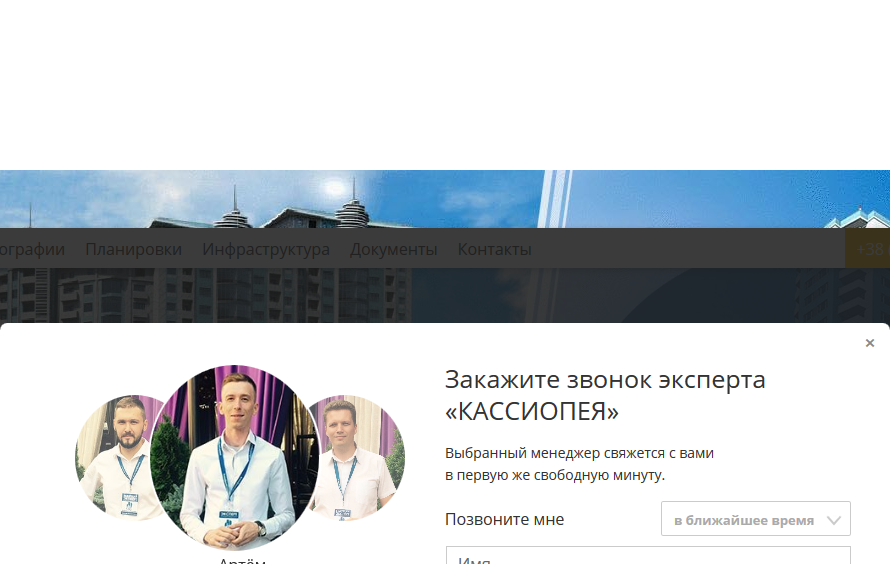 Планировки Инфраструктура Документы Контакты +38
×
Закажите звонок эксперта
«КАССИОПЕЯ»
Выбранный менеджер свяжется с вами
в первую же свободную минуту.
Позвоните мне в ближайшее время
Артём
Имя